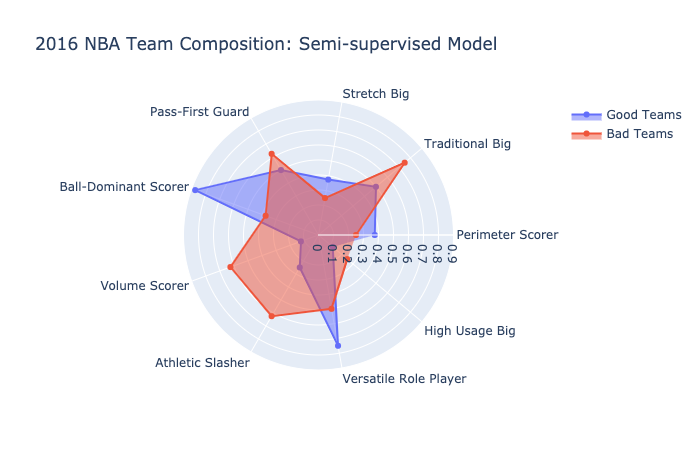 2016 NBA Team Composition: Semi-supervised Model
Stretch Big
Pass-First Guard
Good Teams
Bad Teams
Traditional Big
Ball-Dominant Scorer
Perimeter Scorer
0
0.1
0.2
0.3
0.4
0.5
0.6
0.7
0.8
0.9
Volume Scorer
High Usage Big
Athletic Slasher
Versatile Role Player